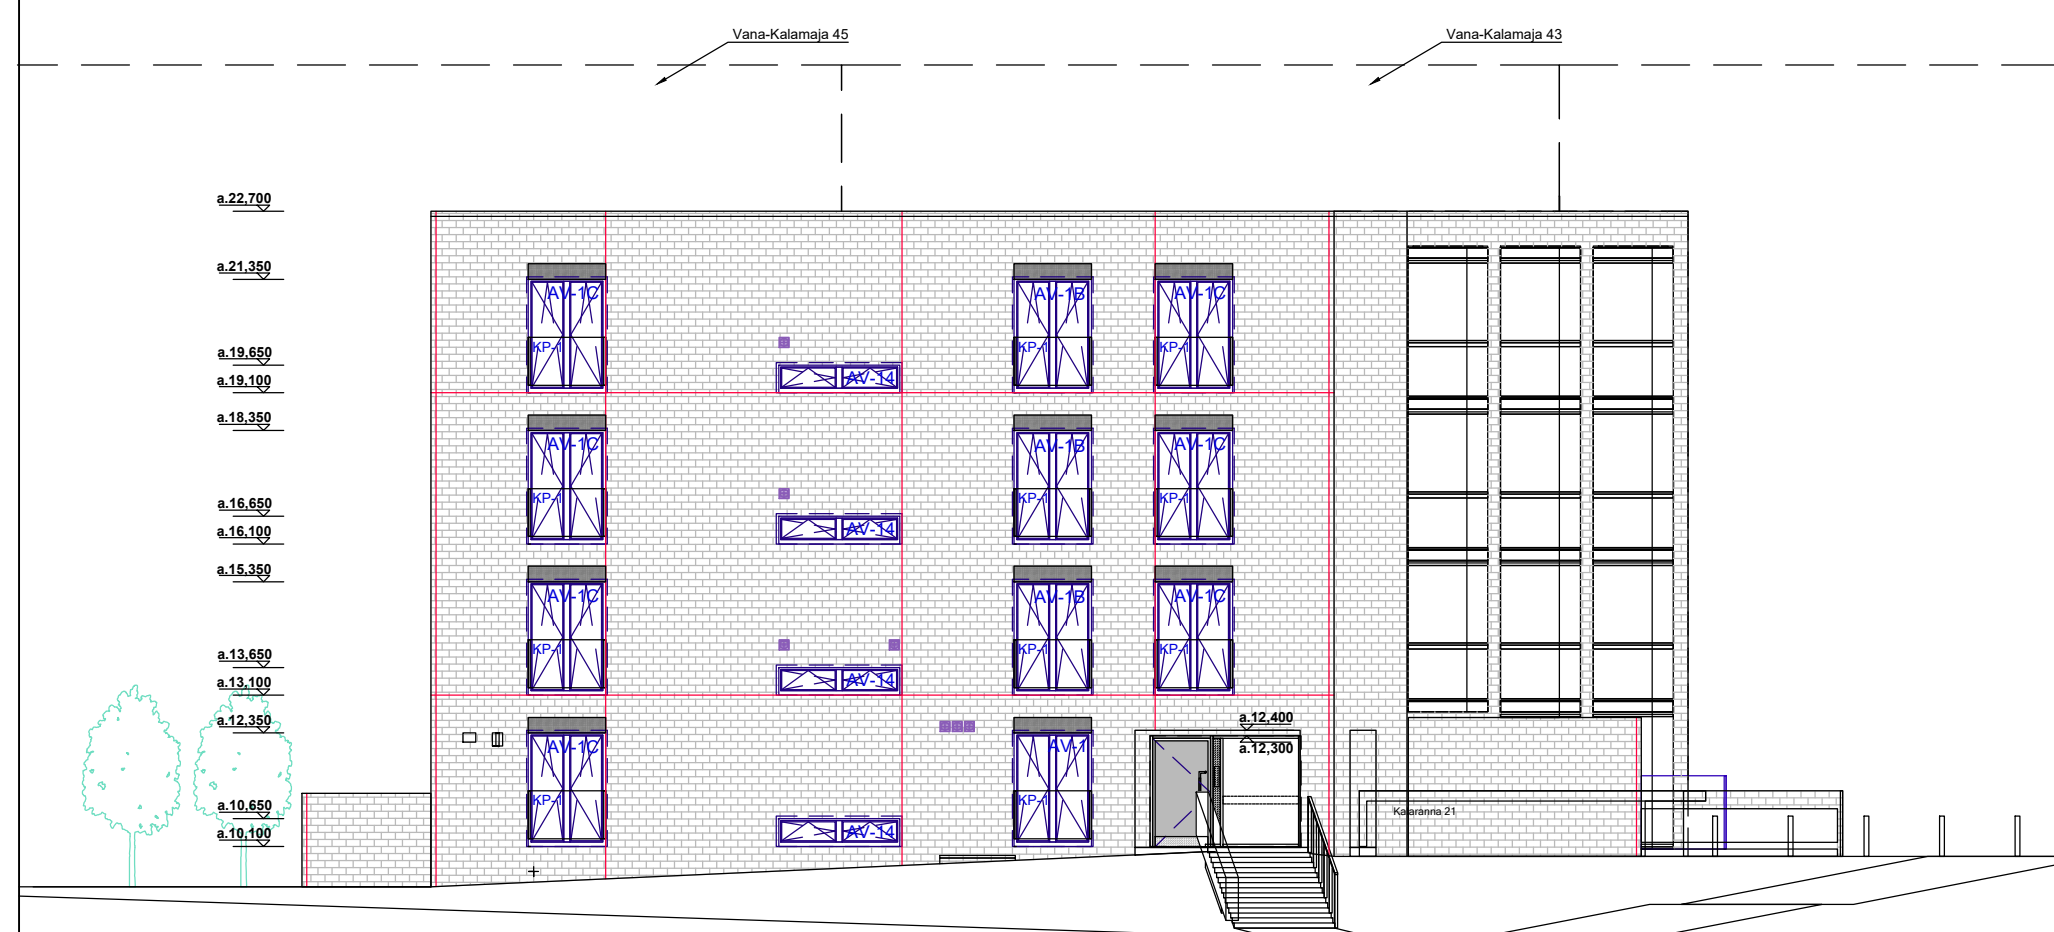 Vana-Kalamaja 45
Vana-Kalamaja 43
a.22,700
a.21,350
AV-1C
AV-1B
AV-1C
KP-1
KP-1
KP-1
a.19,650
a.19,100
AV-14
a.18,350
AV-1C
AV-1B
AV-1C
KP-1
KP-1
KP-1
a.16,650
a.16,100
AV-14
a.15,350
AV-1C
AV-1B
AV-1C
KP-1
KP-1
KP-1
a.13,650
a.13,100
AV-14
a.12,350
a.12,400
a.12,300
AV-1C
AV-1
KP-1
KP-1
a.10,650
Kalaranna 21
a.10,100
AV-14